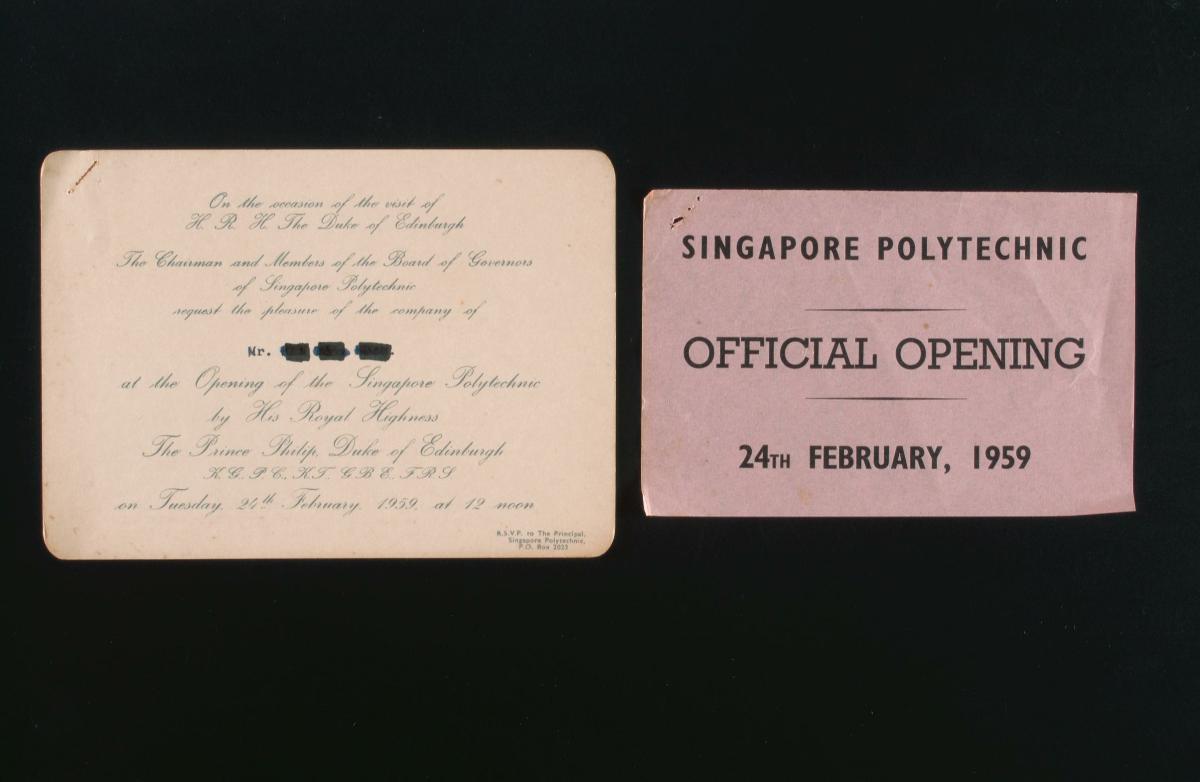 On the occasion of the visit of
H. R. H. The Duke of Edinburgh
The Chairman and Members of the Board of Governors
of Singapore Polytechnic
request the pleasure of the company of
Mr.
at the Opening of the Singapore Polytechnic
by His Royal Highness
The Prince Philip, Duke of Edinburgh
K.G., P.C., K.T., G.B.E., F.R.S.
on Tuesday, 24th February, 1959, at 12 noon
R.S.V.P. to The Principal,
Singapore Polytechnic,
P.O. Box 2023
SINGAPORE POLYTECHNIC
OFFICIAL OPENING
24TH FEBRUARY, 1959